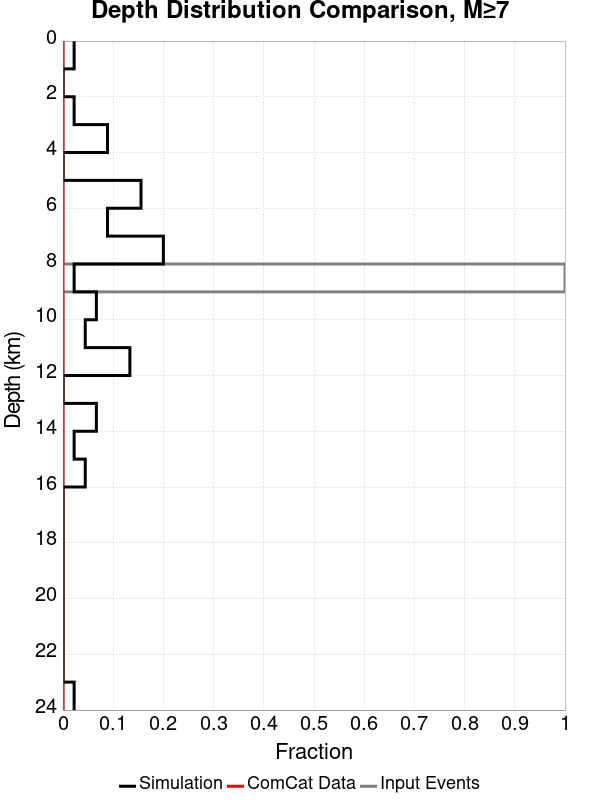 Depth Distribution Comparison, M≥7
0
2
4
6
8
10
12
14
16
18
20
22
24
Depth (km)
0 0.1 0.2 0.3 0.4 0.5 0.6 0.7 0.8 0.9 1
Fraction
Simulation ComCat Data Input Events